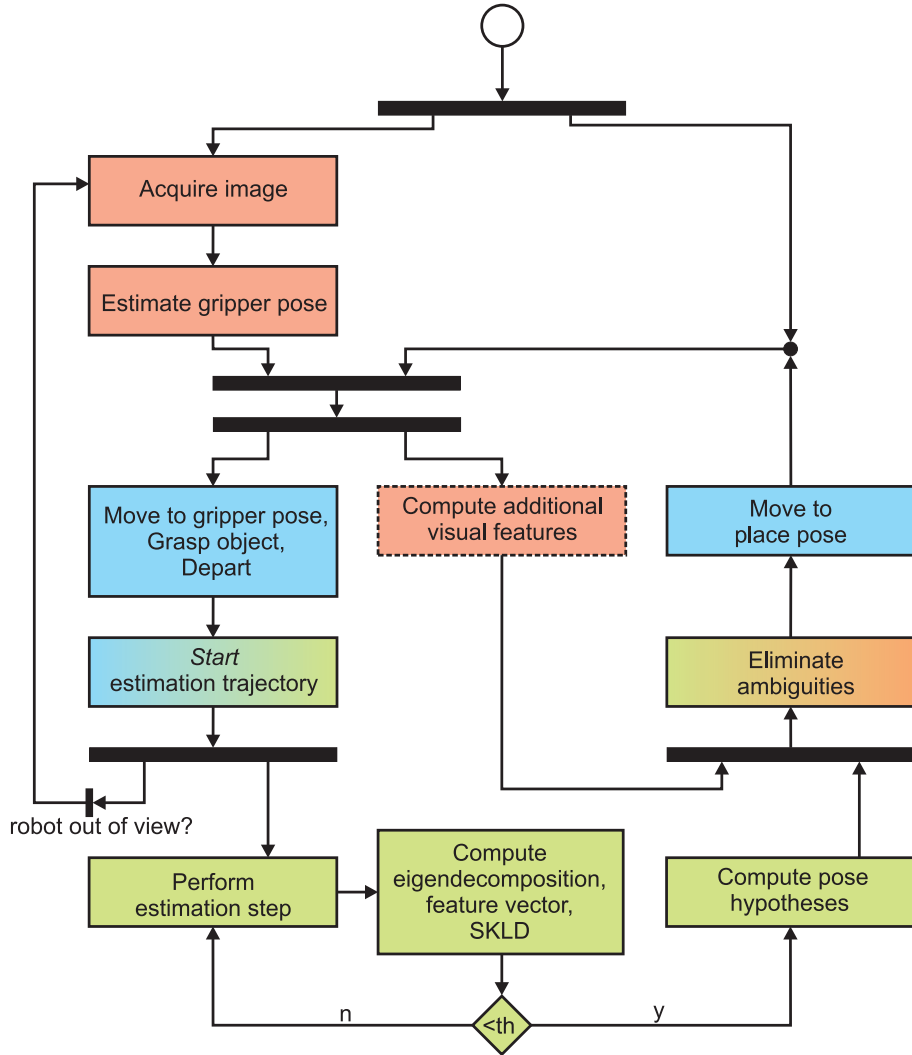 Acquire image
Estimate gripper pose
Move to gripper pose,
Grasp object,
Depart
Compute additional
visual features
Move to
place pose
Start
estimation trajectory
Eliminate
ambiguities
robot out of view?
Perform
estimation step
Compute
eigendecomposition,
feature vector,
SKLD
Compute pose
hypotheses
n
<th
y